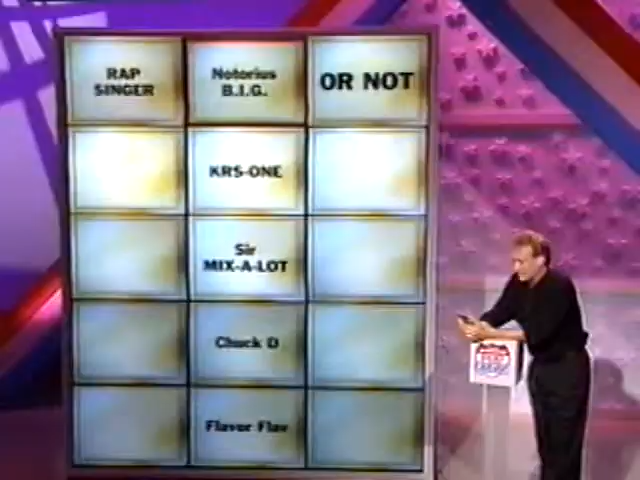 RAP
SINGER
Notorius
B.I.G.
OR NOT
KRS-ONE
Sir
MIX-A-LOT
Chuck D
Flavor Flav